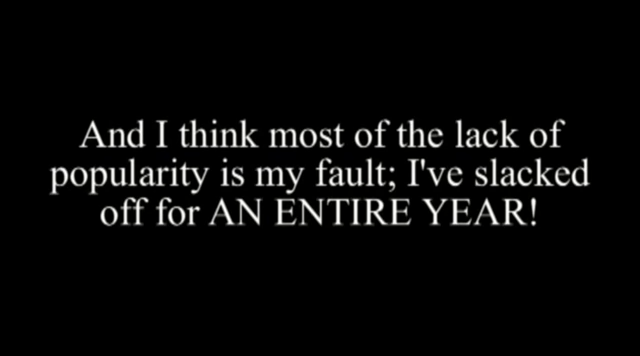 And I think most of the lack of
popularity is my fault; I've slacked
off for AN ENTIRE YEAR!